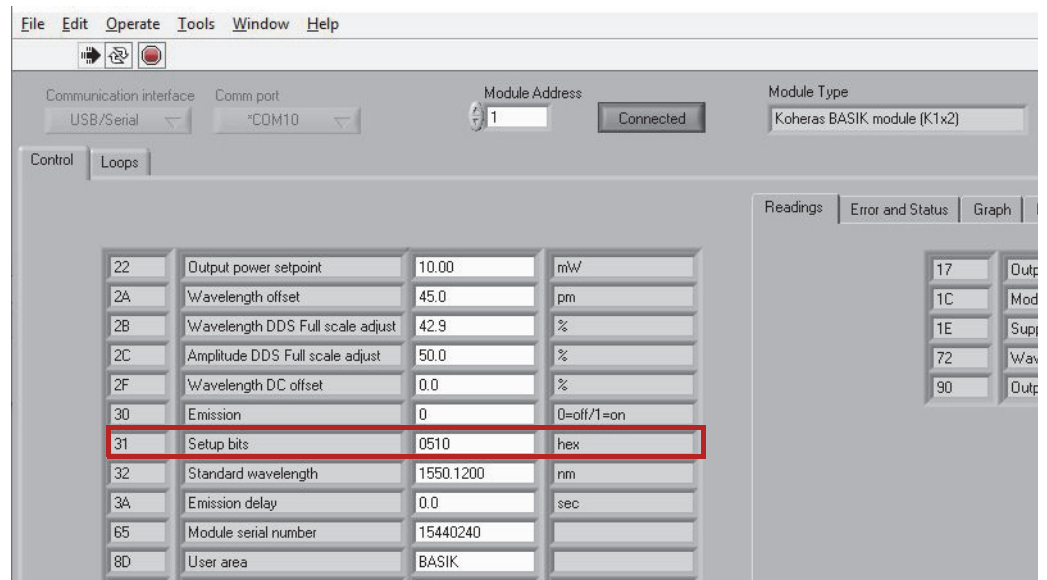 File Edit Operate Tools Window Help
Communication interface Comm port Module Address Module Type
USB/Serial *COM10 1 Connected Koheras BASIK module (K1x2)
Control Loops
Readings Error and Status Graph
22 Output power setpoint 10.00 mW
2A Wavelength offset 45.0 pm
2B Wavelength DDS Full scale adjust 42.9 %
2C Amplitude DDS Full scale adjust 50.0 %
2F Wavelength DC offset 0.0 %
30 Emission 0 0=off/1=on
31 Setup bits 0510 hex
32 Standard wavelength 1550.1200 nm
3A Emission delay 0.0 sec
65 Module serial number 15440240
8D User area BASIK
17 Outp
1C Mod
1E Supp
72 Wav
90 Outp